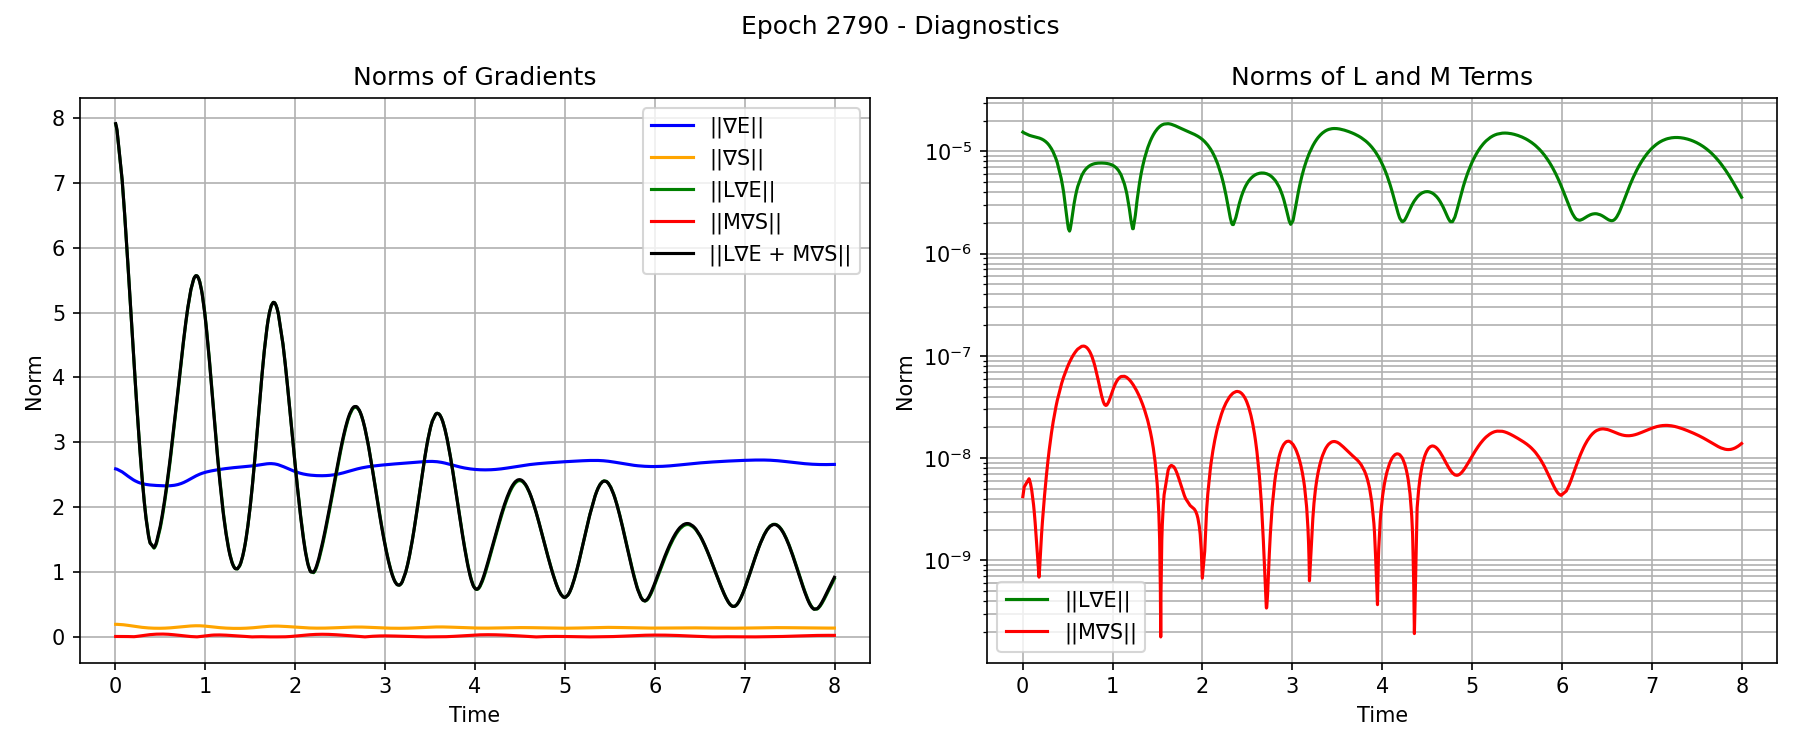 Epoch 2790 - Diagnostics
Norms of Gradients
Norm
8
7
6
5
4
3
2
1
0
||∇E||
||∇S||
||L∇E||
||M∇S||
||L∇E + M∇S||
0 1 2 3 4 5 6 7 8
Time
Norms of L and M Terms
Norm
10⁻⁵
10⁻⁶
10⁻⁷
10⁻⁸
10⁻⁹
||L∇E||
||M∇S||
0 1 2 3 4 5 6 7 8
Time